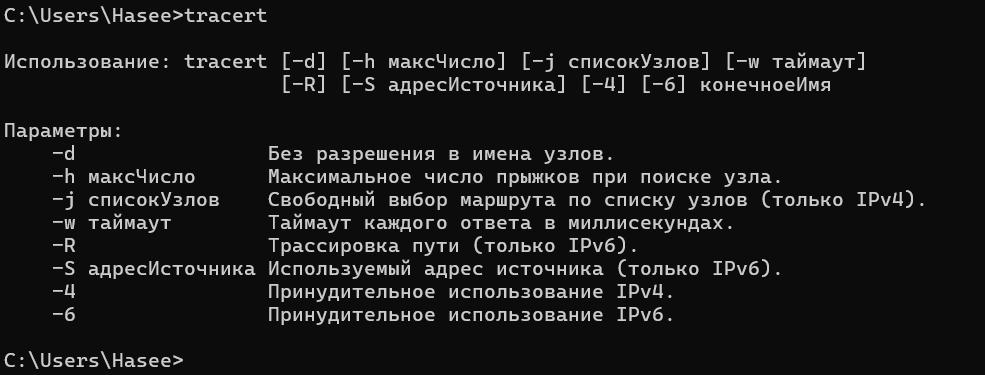 C:\Users\Hasee>tracert
Использование: tracert [-d] [-h максЧисло] [-j списокУзлов] [-w таймаут]
[-R] [-S адресИсточника] [-4] [-6] конечноеИмя
Параметры:
-d Без разрешения в имена узлов.
-h максЧисло Максимальное число прыжков при поиске узла.
-j списокУзлов Свободный выбор маршрута по списку узлов (только IPv4).
-w таймаут Таймаут каждого ответа в миллисекундах.
-R Трассировка пути (только IPv6).
-S адресИсточника Используемый адрес источника (только IPv6).
-4 Принудительное использование IPv4.
-6 Принудительное использование IPv6.
C:\Users\Hasee>